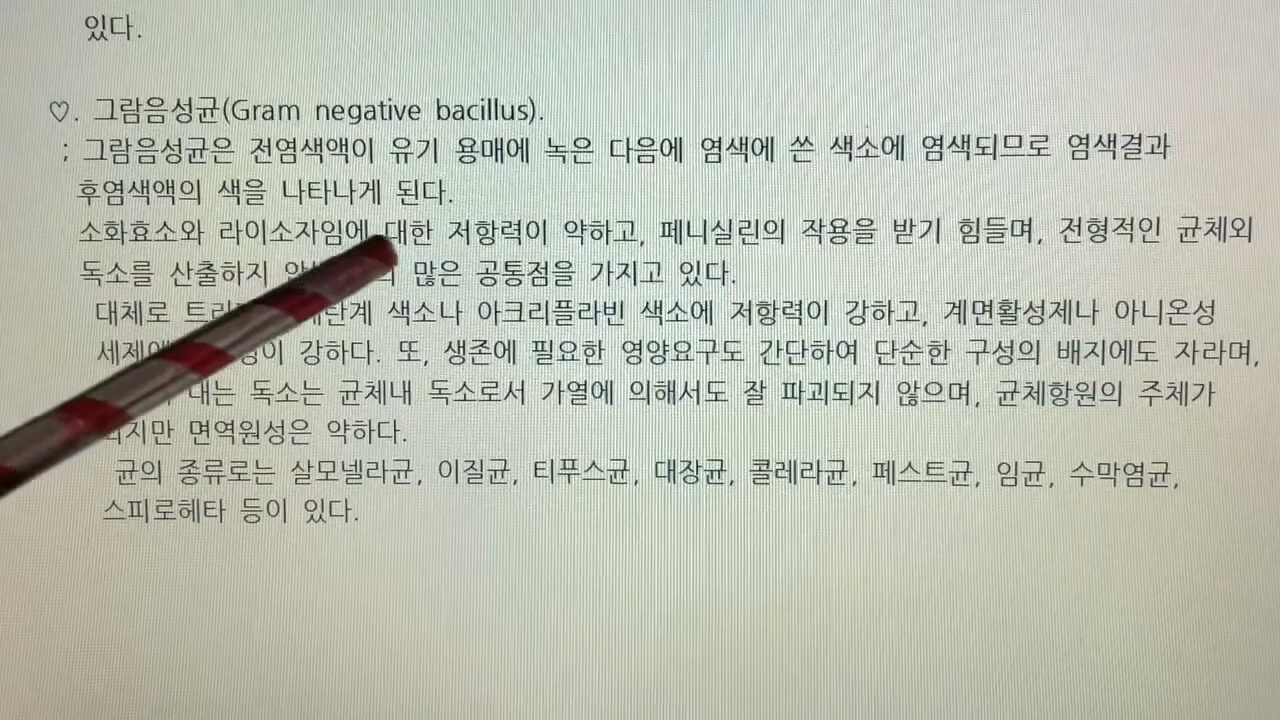 있다.
♡. 그람음성균(Gram negative bacillus).
; 그람음성균은 전염색액이 유기 용매에 녹은 다음에 염색에 쓴 색소에 염색되므로 염색결과
후염색액의 색을 나타나게 된다.
소화효소와 라이소자임에 대한 저항력이 약하고, 페니실린의 작용을 받기 힘들며, 전형적인 균체외
독소를 산출하지 많은 공통점을 가지고 있다.
대체로 색소나 아크리플라빈 색소에 저항력이 강하고, 계면활성제나 아니온성
강하다. 또, 생존에 필요한 영양요구도 간단하여 단순한 구성의 배지에도 자라며,
내는 독소는 균체내 독소로서 가열에 의해서도 잘 파괴되지 않으며, 균체항원의 주체가
되지만 면역원성은 약하다.
균의 종류로는 살모넬라균, 이질균, 티푸스균, 대장균, 콜레라균, 페스트균, 임균, 수막염균,
스피로헤타 등이 있다.